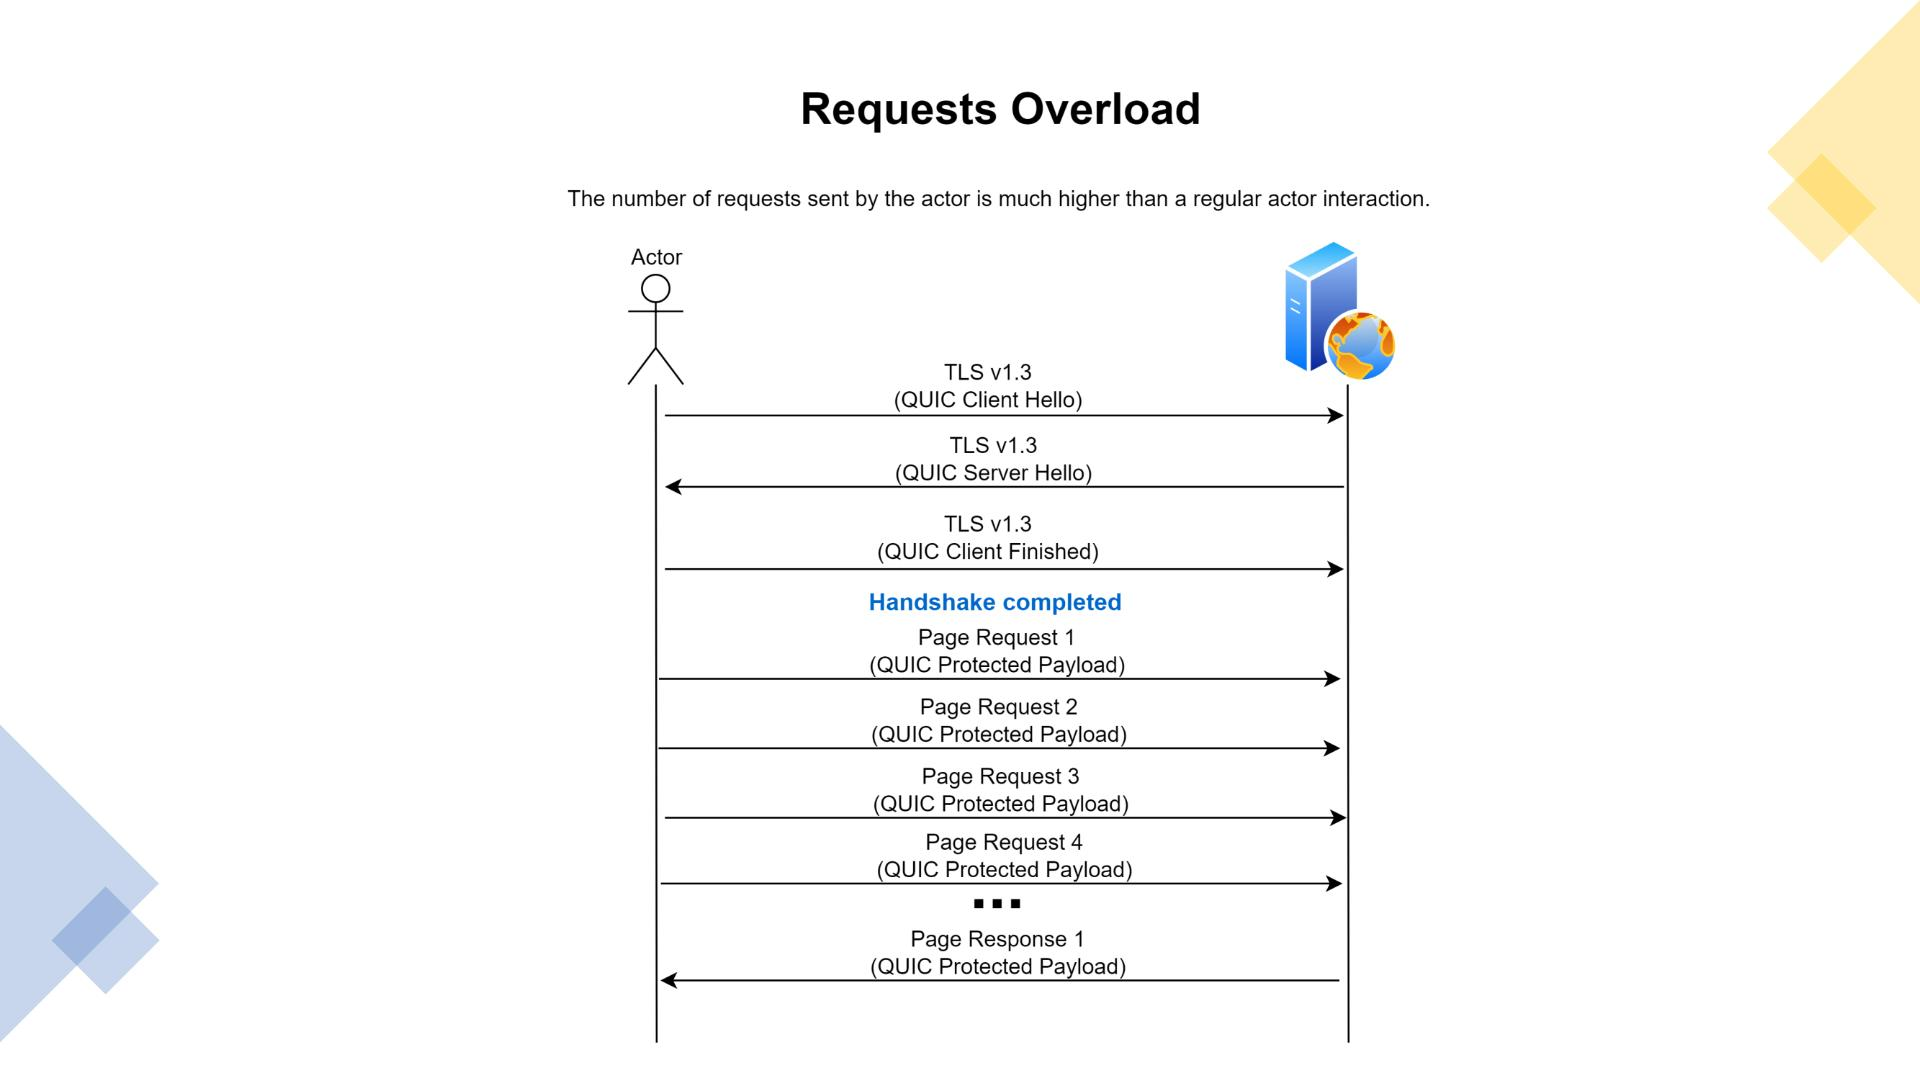 Requests Overload
The number of requests sent by the actor is much higher than a regular actor interaction.
Actor
TLS v1.3
(QUIC Client Hello)
TLS v1.3
(QUIC Server Hello)
TLS v1.3
(QUIC Client Finished)
Handshake completed
Page Request 1
(QUIC Protected Payload)
Page Request 2
(QUIC Protected Payload)
Page Request 3
(QUIC Protected Payload)
Page Request 4
(QUIC Protected Payload)
...
Page Response 1
(QUIC Protected Payload)